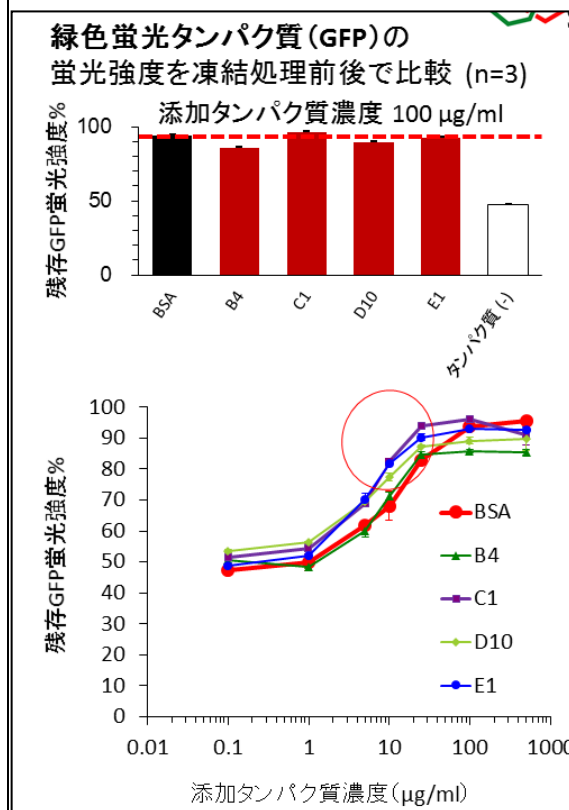 緑色蛍光タンパク質(GFP)の
蛍光強度を凍結処理前後で比較 (n=3)
添加タンパク質濃度 100 µg/ml
残存GFP蛍光強度%
100
50
0
BSA
B4
C1
D10
E1
タンパク質 (-)
残存GFP蛍光強度%
100
90
80
70
60
50
40
30
20
10
0
BSA
B4
C1
D10
E1
0.01
0.1
1
10
100
1000
添加タンパク質濃度(µg/ml)